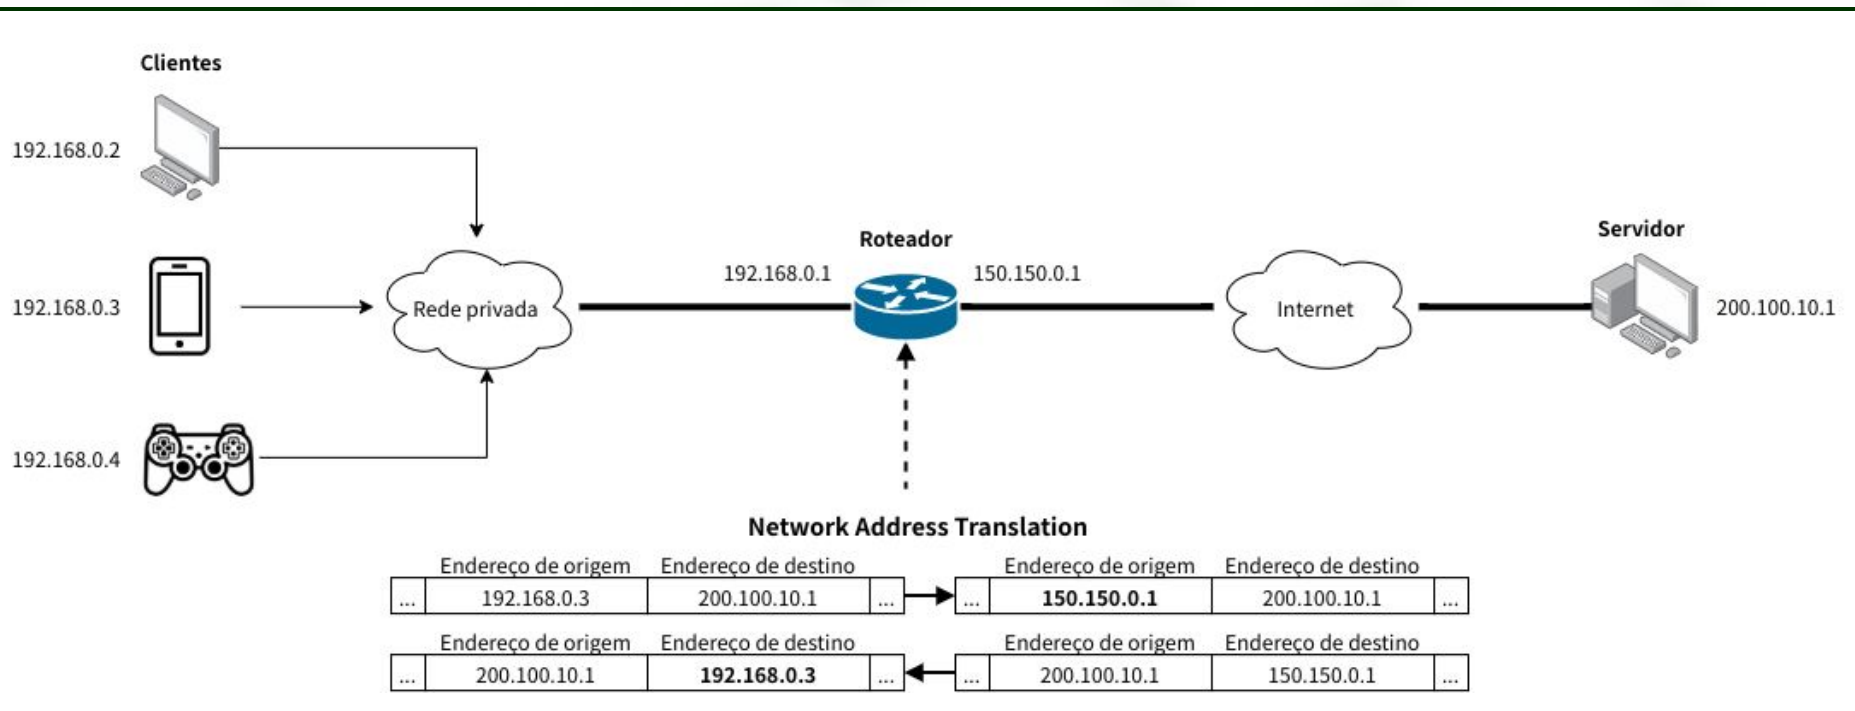 Clientes
192.168.0.2
Servidor
Roteador
192.168.0.1
150.150.0.1
192.168.0.3
Rede privada
Internet
200.100.10.1
192.168.0.4
Network Address Translation
Endereço de origem Endereço de destino Endereço de origem Endereço de destino
... 192.168.0.3 200.100.10.1 ... ... 150.150.0.1 200.100.10.1 ...
Endereço de origem Endereço de destino Endereço de origem Endereço de destino
... 200.100.10.1 192.168.0.3 ... ... 200.100.10.1 150.150.0.1 ...